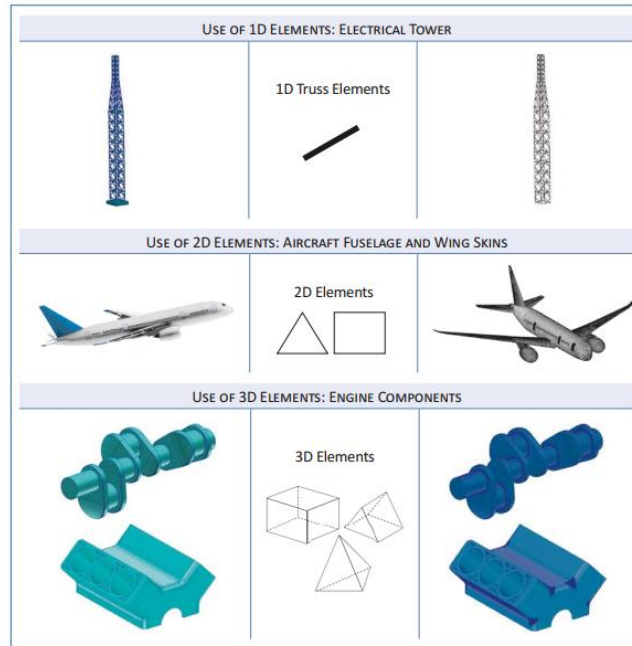 Use of 1D Elements: Electrical Tower
1D Truss Elements
Use of 2D Elements: Aircraft Fuselage and Wing Skins
2D Elements
Use of 3D Elements: Engine Components
3D Elements